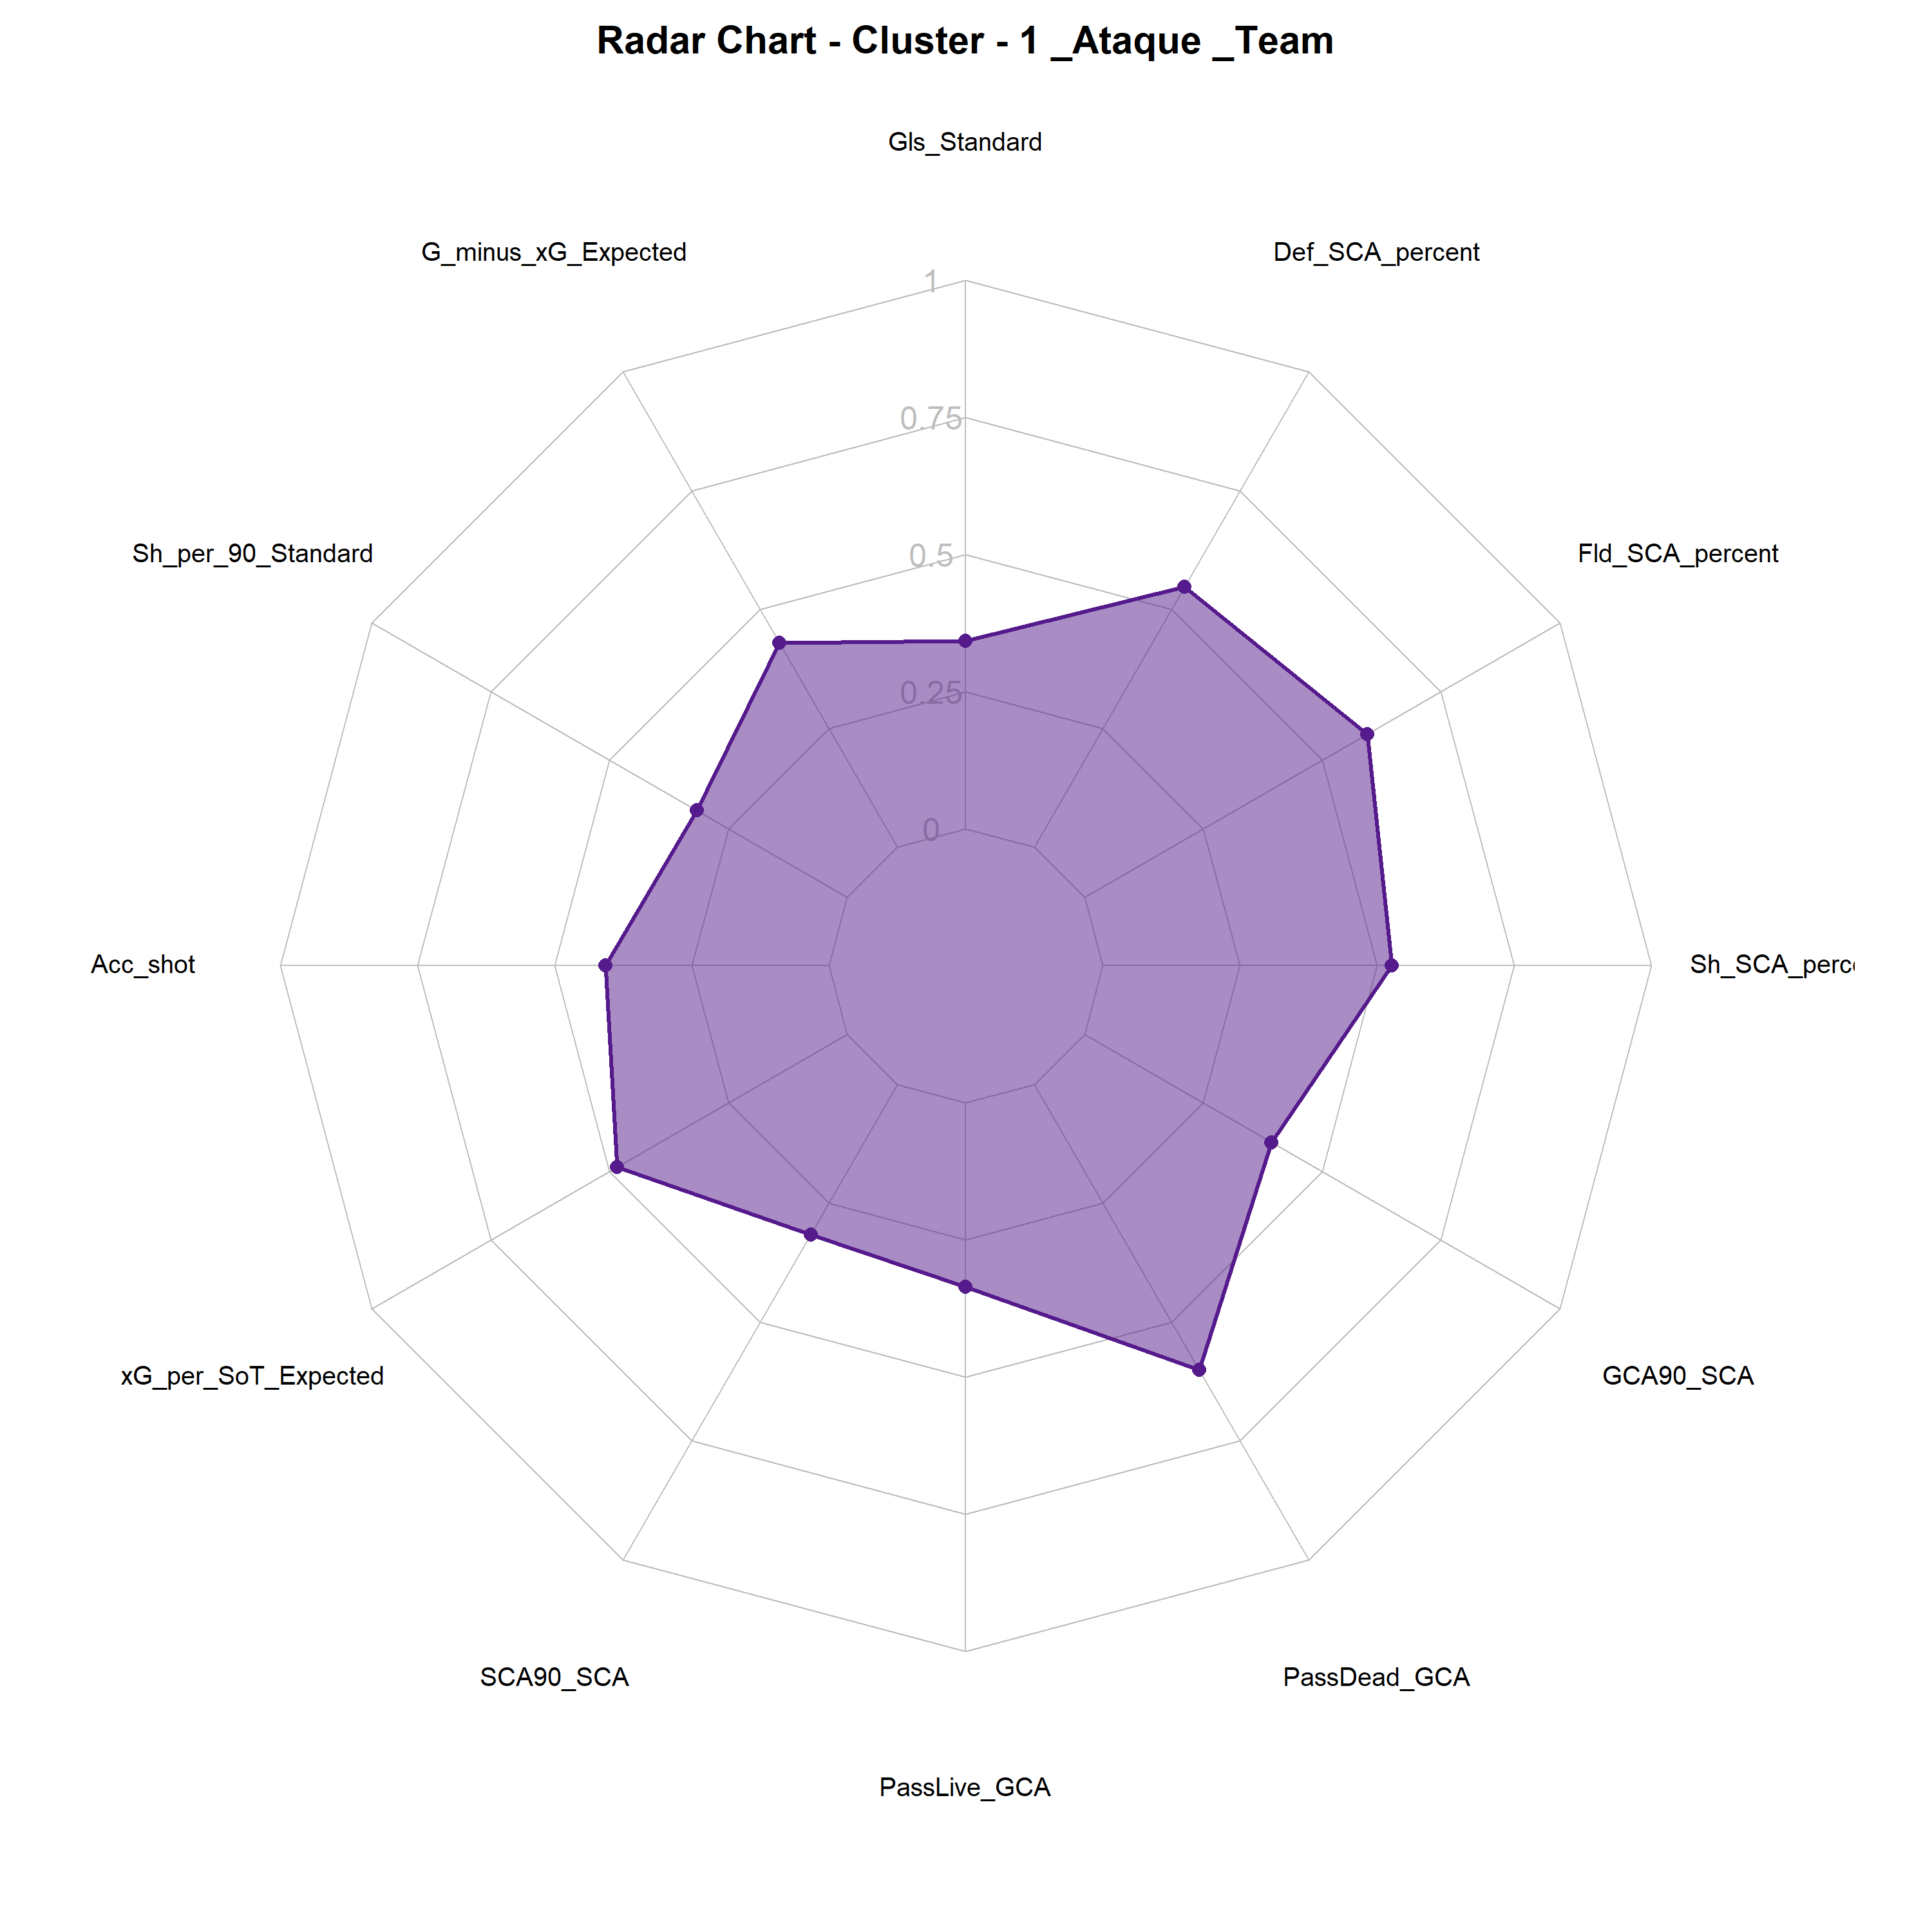 Radar Chart - Cluster - 1 _Ataque _Team
Gls_Standard
G_minus_xG_Expected
Def_SCA_percent
1
0.75
Sh_per_90_Standard
0.5
Fld_SCA_percent
0.25
0
Acc_shot
Sh_SCA_perc
xG_per_SoT_Expected
GCA90_SCA
SCA90_SCA
PassDead_GCA
PassLive_GCA